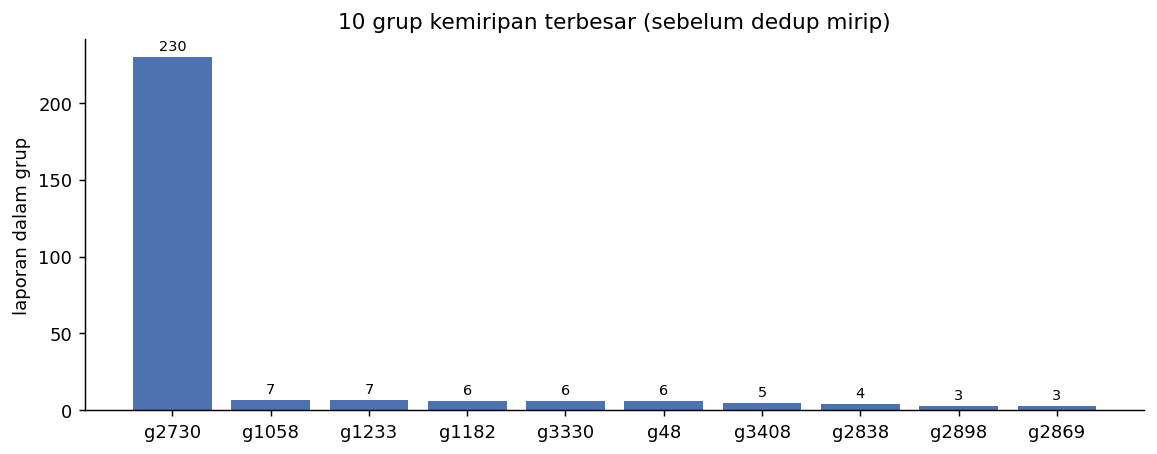 10 grup kemiripan terbesar (sebelum dedup mirip)
laporan dalam grup
200
150
100
50
0
230
7
7
6
6
6
5
4
3
3
g2730
g1058
g1233
g1182
g3330
g48
g3408
g2838
g2898
g2869